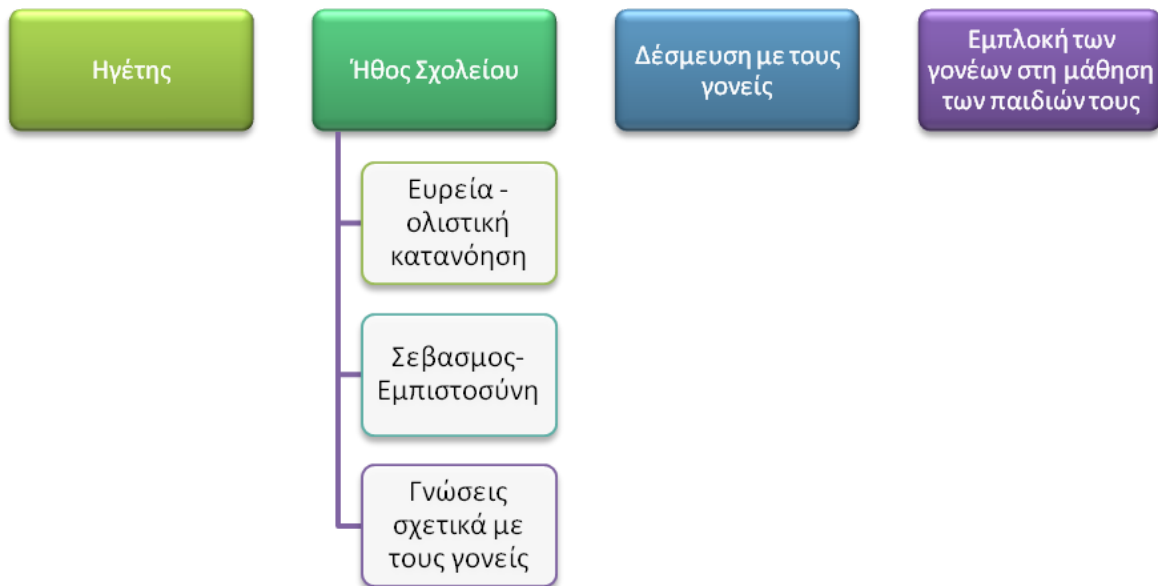 Ηγέτης
Ήθος Σχολείου
Δέσμευση με τους
γονείς
Εμπλοκή των
γονέων στη μάθηση
των παιδιών τους
Ευρεία -
ολιστική
κατανόηση
Σεβασμος-
Εμπιστοσύνη
Γνώσεις
σχετικά με
τους γονείς